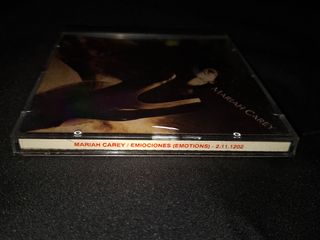 MARIAH CAREY
MARIAH CAREY / EMOCIONES (EMOTIONS) - 2.11.1202